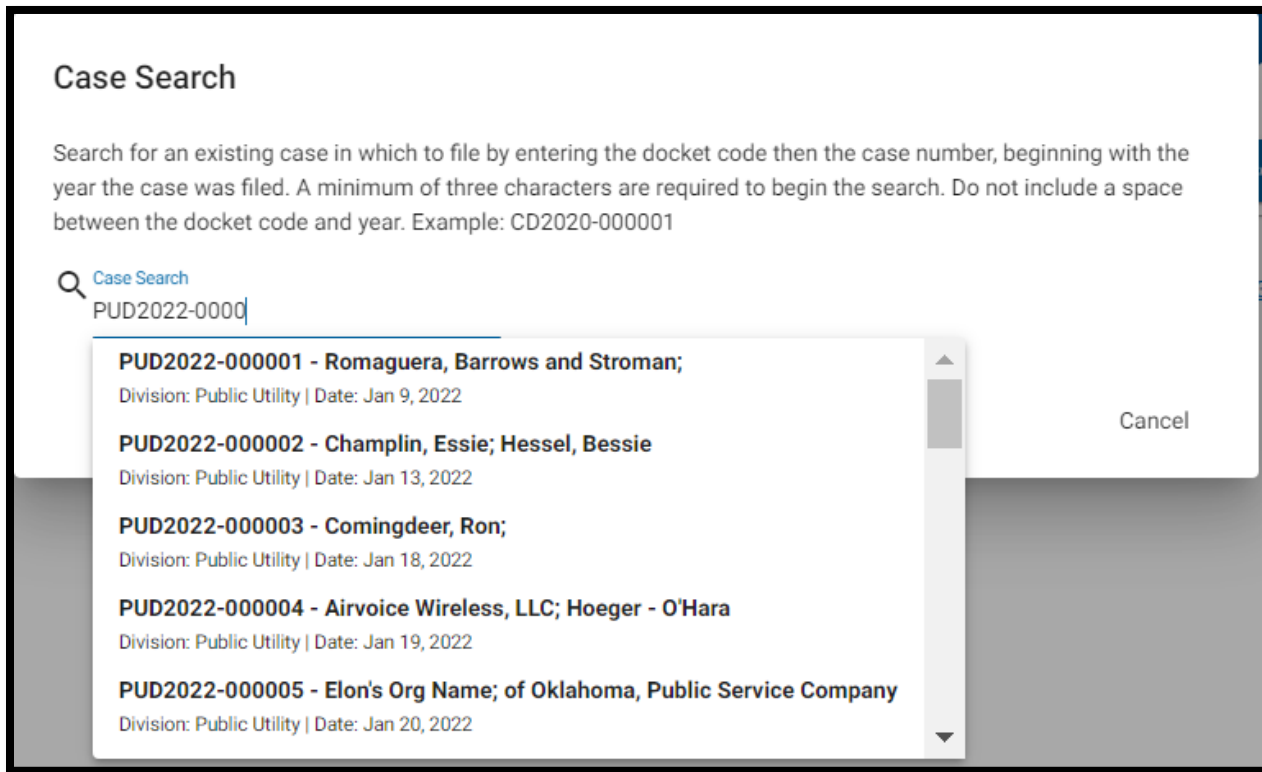 Case Search
Search for an existing case in which to file by entering the docket code then the case number, beginning with the
year the case was filed. A minimum of three characters are required to begin the search. Do not include a space
between the docket code and year. Example: CD2020-000001
Case Search
PUD2022-0000
PUD2022-000001 - Romaguera, Barrows and Stroman;
Division: Public Utility | Date: Jan 9, 2022
PUD2022-000002 - Champlin, Essie; Hessel, Bessie
Division: Public Utility | Date: Jan 13, 2022
PUD2022-000003 - Comingdeer, Ron;
Division: Public Utility | Date: Jan 18, 2022
PUD2022-000004 - Airvoice Wireless, LLC; Hoeger - O'Hara
Division: Public Utility | Date: Jan 19, 2022
PUD2022-000005 - Elon's Org Name; of Oklahoma, Public Service Company
Division: Public Utility | Date: Jan 20, 2022
Cancel